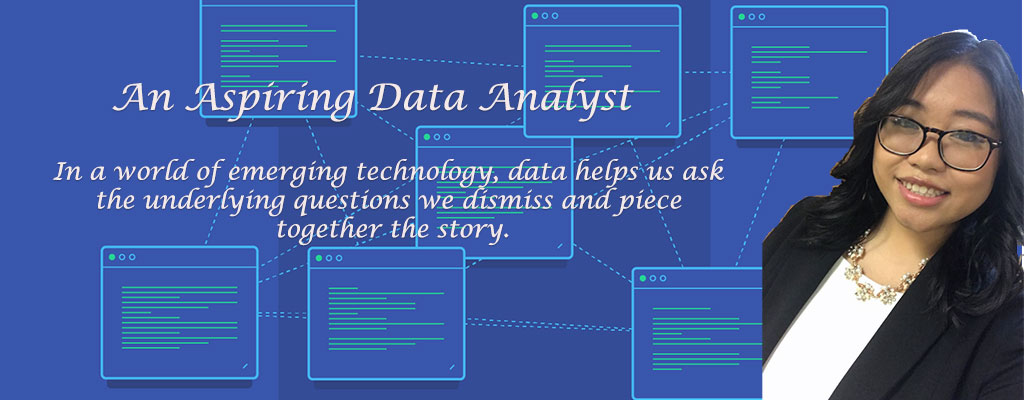 An Aspiring Data Analyst
In a world of emerging technology, data helps us ask
the underlying questions we dismiss and piece
together the story.